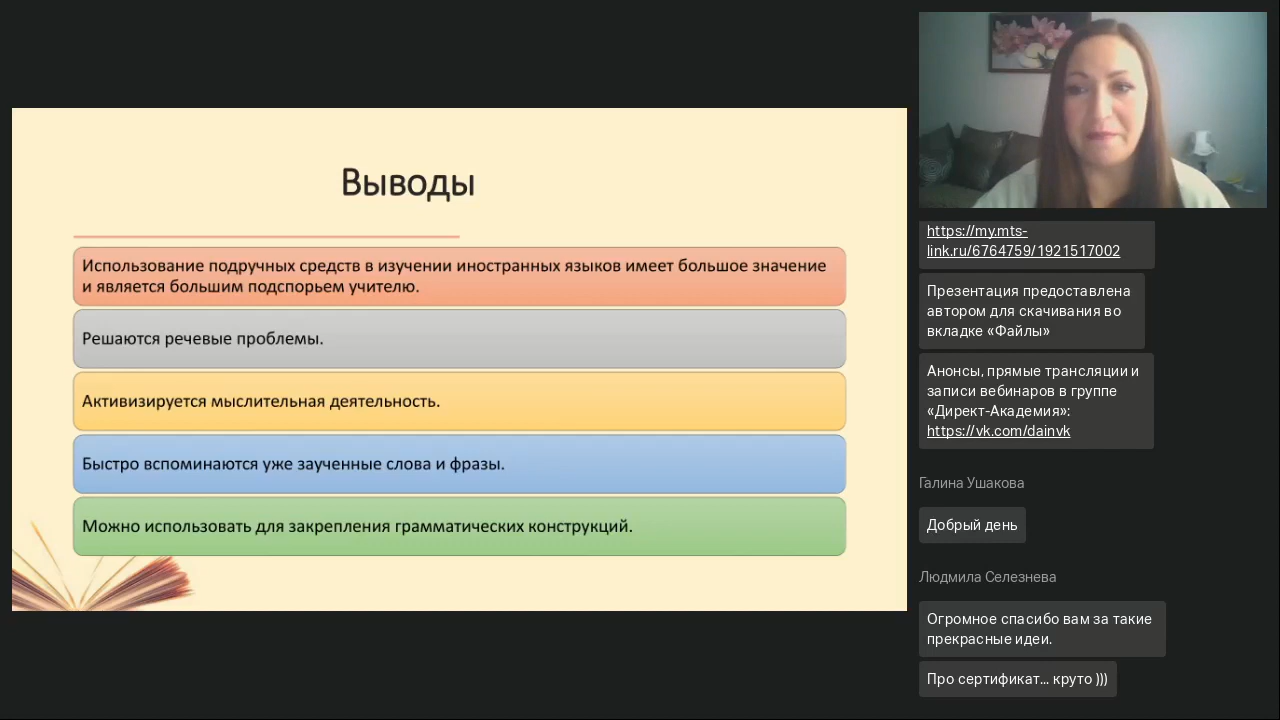 Выводы
Использование подручных средств в изучении иностранных языков имеет большое значение
и является большим подспорьем учителю.
Решаются речевые проблемы.
Активизируется мыслительная деятельность.
Быстро вспоминаются уже заученные слова и фразы.
Можно использовать для закрепления грамматических конструкций.
https://my.mts-
link.ru/6764759/1921517002
Презентация предоставлена
автором для скачивания во
вкладке «Файлы»
Анонсы, прямые трансляции и
записи вебинаров в группе
«Директ-Академия»:
https://vk.com/dainvk
Галина Ушакова
Добрый день
Людмила Селезнева
Огромное спасибо вам за такие
прекрасные идеи.
Про сертификат... круто )))